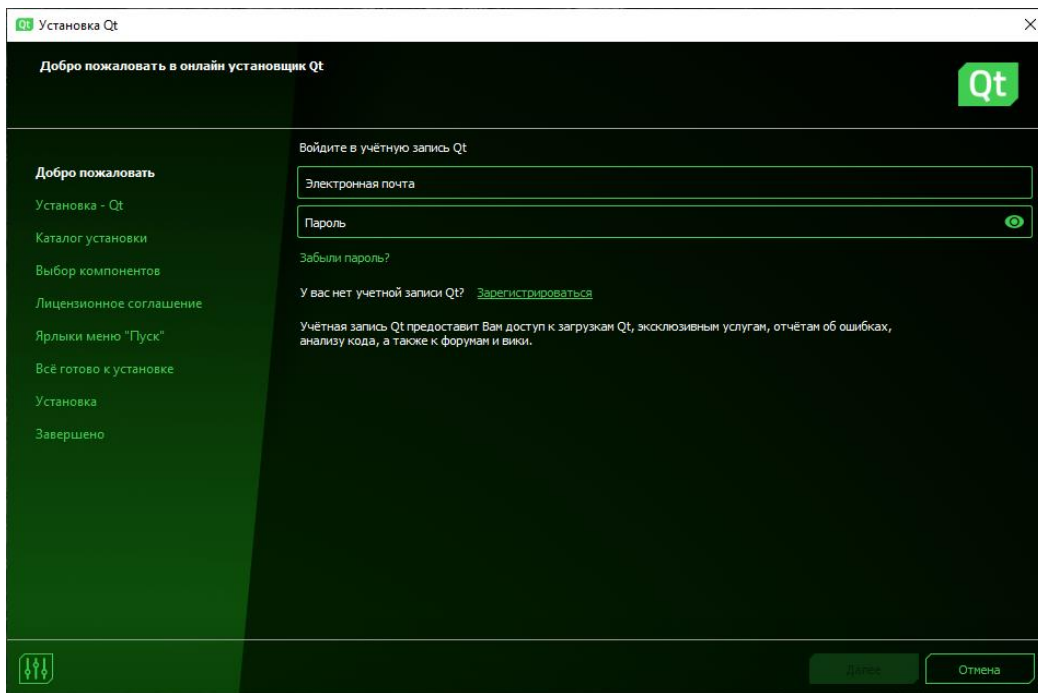 Qt Установка Qt
Добро пожаловать в онлайн установщик Qt
Qt
Добро пожаловать
Установка - Qt
Каталог установки
Выбор компонентов
Лицензионное соглашение
Ярлыки меню "Пуск"
Всё готово к установке
Установка
Завершено
Войдите в учётную запись Qt
Электронная почта
Пароль
Забыли пароль?
У вас нет учетной записи Qt? Зарегистрироваться
Учётная запись Qt предоставит Вам доступ к загрузкам Qt, эксклюзивным услугам, отчётам об ошибках,
анализу кода, а также к форумам и вики.
Далее
Отмена